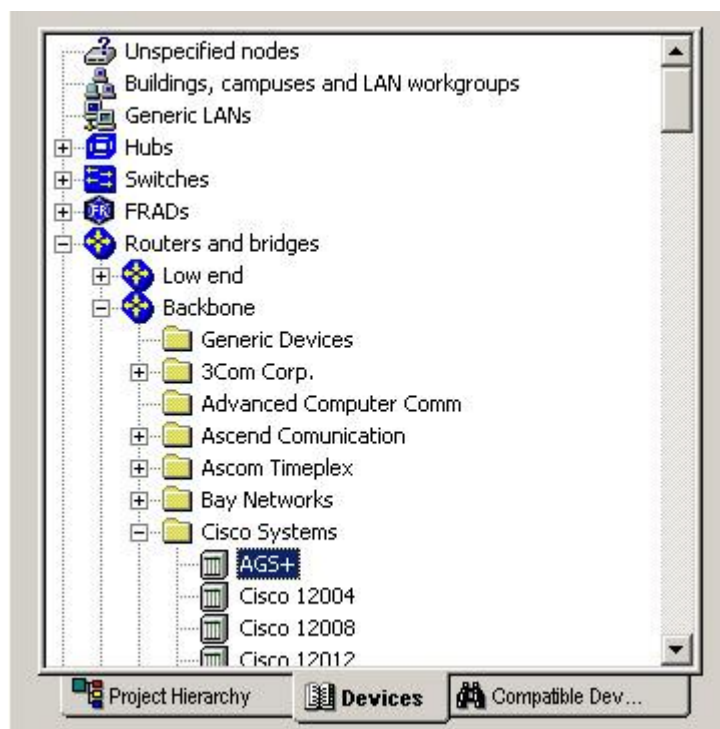 Unspecified nodes
Buildings, campuses and LAN workgroups
Generic LANs
Hubs
Switches
FRADs
Routers and bridges
Low end
Backbone
Generic Devices
3Com Corp.
Advanced Computer Comm
Ascend Comunication
Ascom Timeplex
Bay Networks
Cisco Systems
AGS+
Cisco 12004
Cisco 12008
Cisco 12012
Project Hierarchy Devices Compatible Dev...